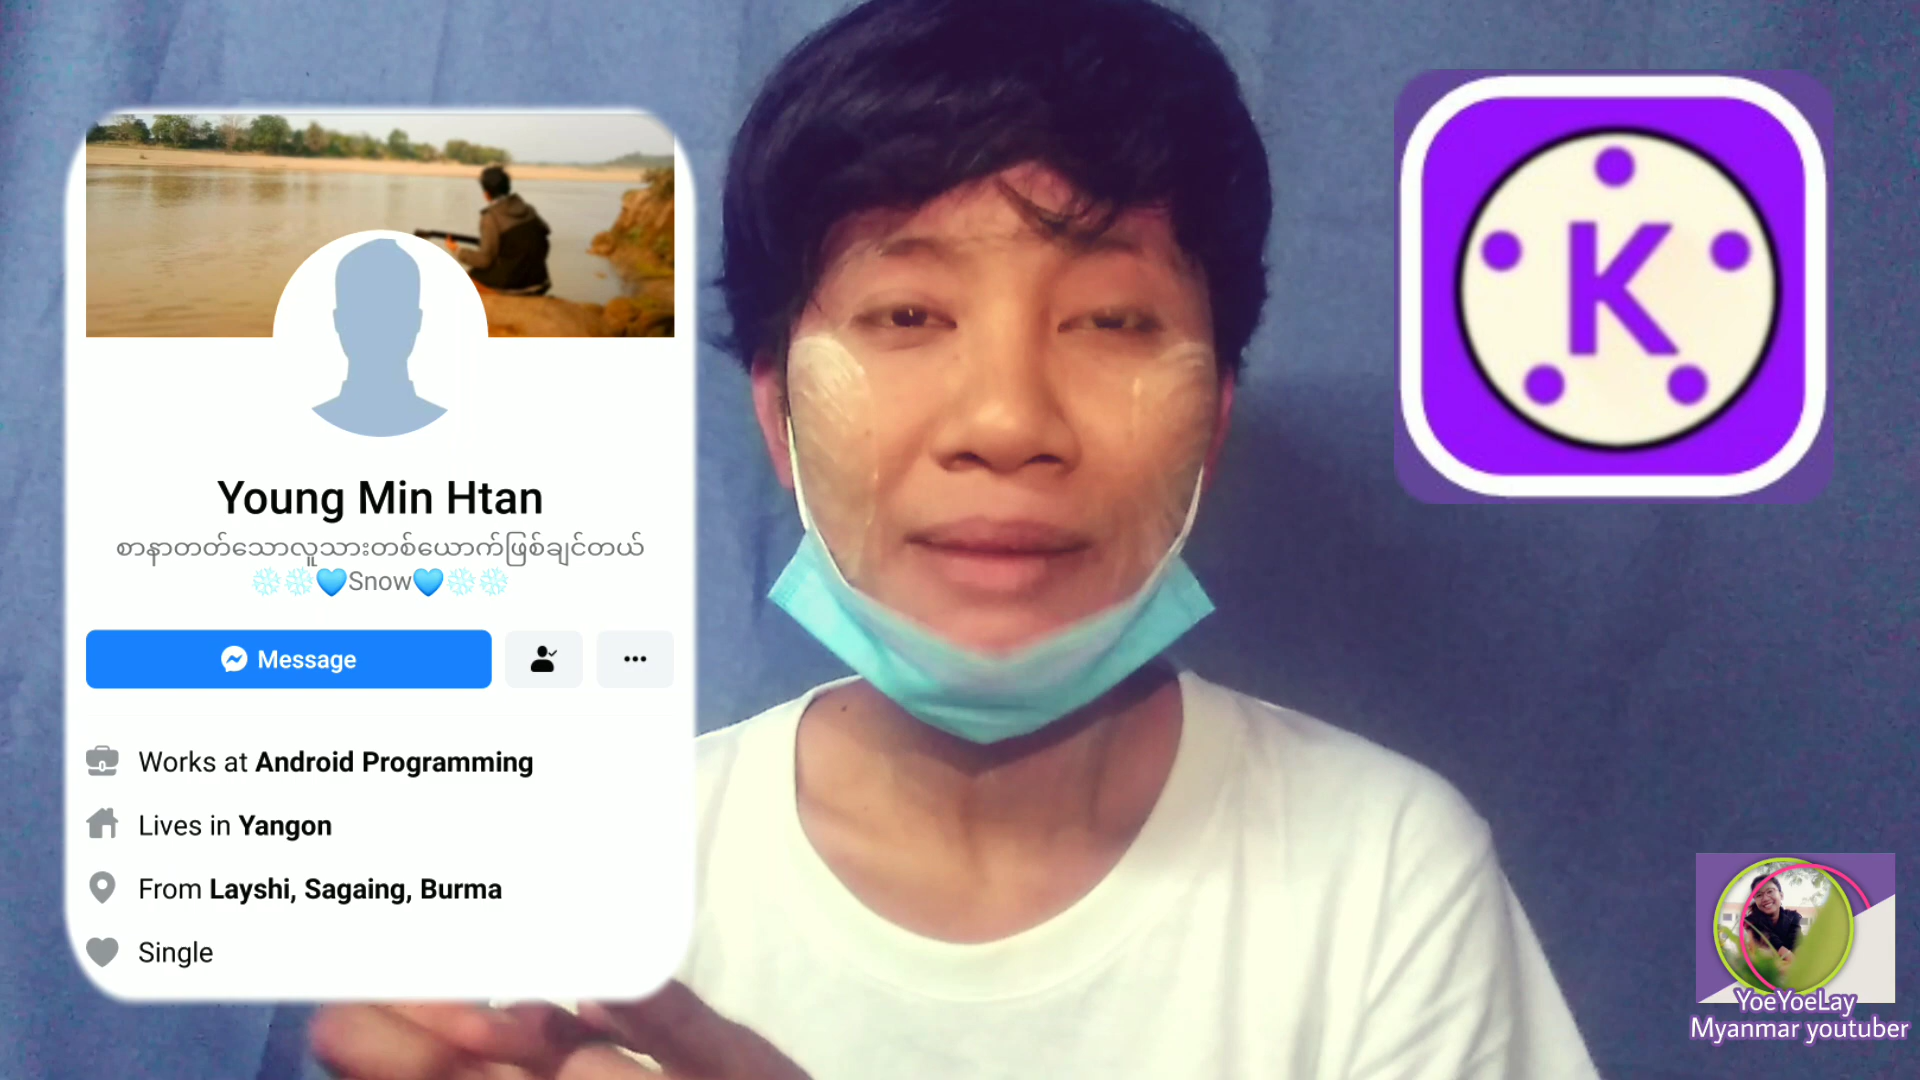 Young Min Htan
စာနာတတ်သောလူသားတစ်ယောက်ဖြစ်ချင်တယ်
❄️❄️💙Snow💙❄️❄️
Message
Works at Android Programming
Lives in Yangon
From Layshi, Sagaing, Burma
Single
K
YoeYoeLay
Myanmar youtuber